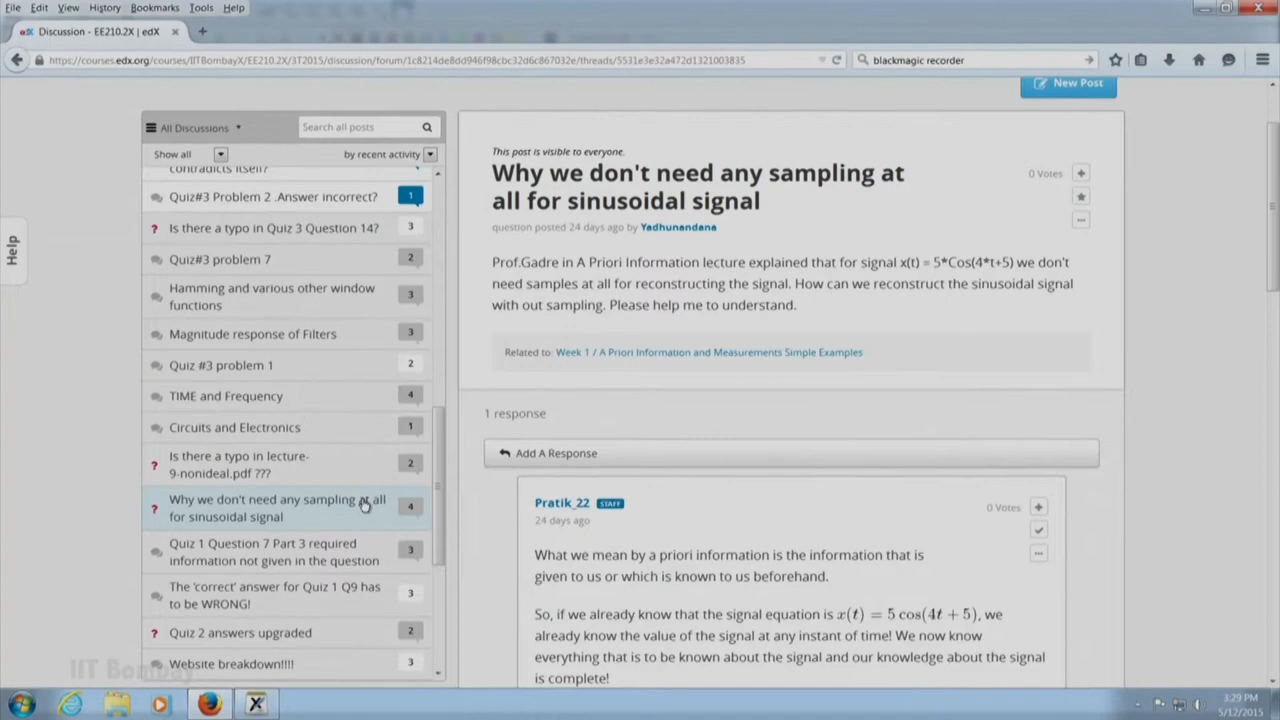 File Edit View History Bookmarks Tools Help
edX Discussion - EE210.2X | edX × +
https://courses.edx.org/courses/IITBombayX/EE210.2X/3T2015/discussion/forum/1c8214de8dd946f98cbc32d6c867032e/threads/5531e3e32a472d1321003835
blackmagic recorder
New Post
Help
All Discussions
Search all posts
Show all
by recent activity
contradicts itself?
Quiz#3 Problem 2 .Answer incorrect? 1
? Is there a typo in Quiz 3 Question 14? 3
Quiz#3 problem 7 2
Hamming and various other window
functions 3
Magnitude response of Filters 3
Quiz #3 problem 1 2
TIME and Frequency 4
Circuits and Electronics 1
? Is there a typo in lecture-
9-nonideal.pdf ??? 2
? Why we don't need any sampling at all
for sinusoidal signal 4
Quiz 1 Question 7 Part 3 required
information not given in the question 3
The 'correct' answer for Quiz 1 Q9 has
to be WRONG! 3
? Quiz 2 answers upgraded 2
Website breakdown!!!! 3
This post is visible to everyone.
Why we don't need any sampling at
all for sinusoidal signal
0 Votes
question posted 24 days ago by Yadhunandana
Prof.Gadre in A Priori Information lecture explained that for signal x(t) = 5*Cos(4*t+5) we don't
need samples at all for reconstructing the signal. How can we reconstruct the sinusoidal signal
with out sampling. Please help me to understand.
Related to: Week 1 / A Priori Information and Measurements Simple Examples
1 response
Add A Response
Pratik_22 STAFF
0 Votes
24 days ago
What we mean by a priori information is the information that is
given to us or which is known to us beforehand.
So, if we already know that the signal equation is x(t) = 5 cos(4t + 5), we
already know the value of the signal at any instant of time! We now know
everything that is to be known about the signal and our knowledge about the signal
is complete!
IIT Bombay
3:29 PM
5/12/2015